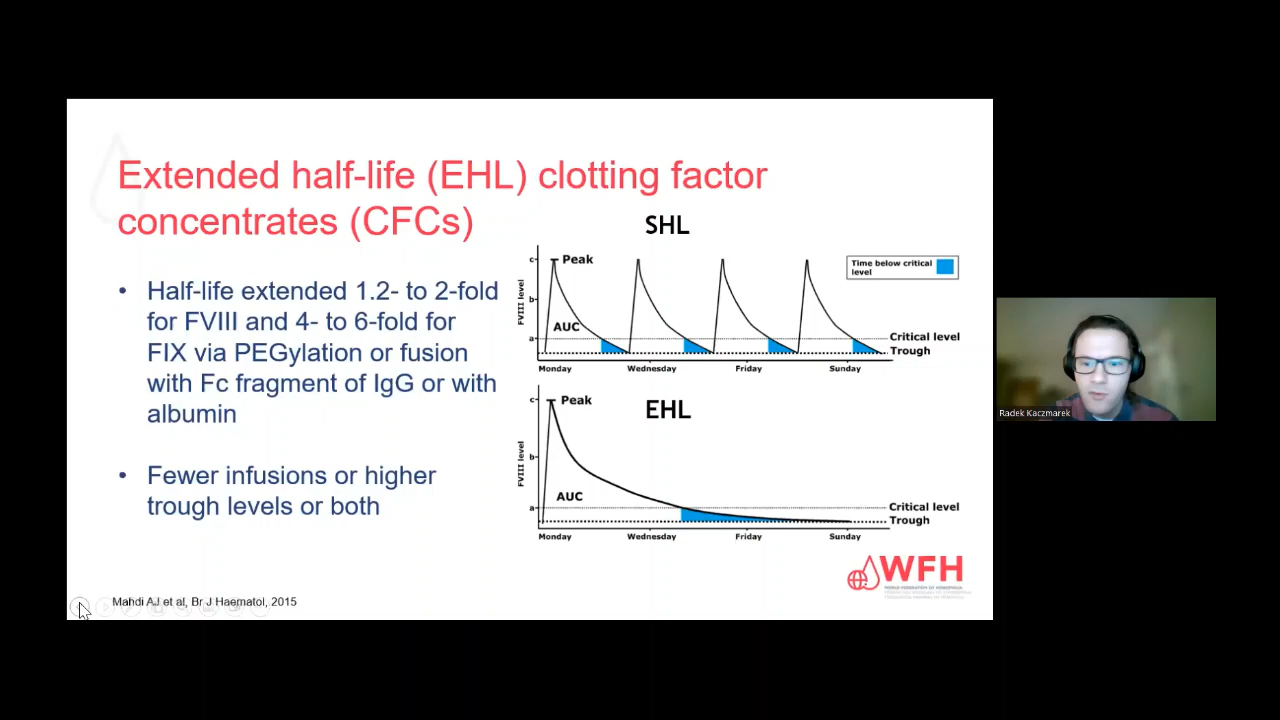 Extended half-life (EHL) clotting factor
concentrates (CFCs)
• Half-life extended 1.2- to 2-fold
for FVIII and 4- to 6-fold for
FIX via PEGylation or fusion
with Fc fragment of IgG or with
albumin
• Fewer infusions or higher
trough levels or both
SHL
c
Peak
Time below critical
level
FVIII level
b
AUC
a
Critical level
Trough
Monday Wednesday Friday Sunday
EHL
c
Peak
FVIII level
b
AUC
a
Critical level
Trough
Monday Wednesday Friday Sunday
WFH
WORLD FEDERATION OF HEMOPHILIA
Mahdi AJ et al, Br J Haematol, 2015
Radek Kaczmarek